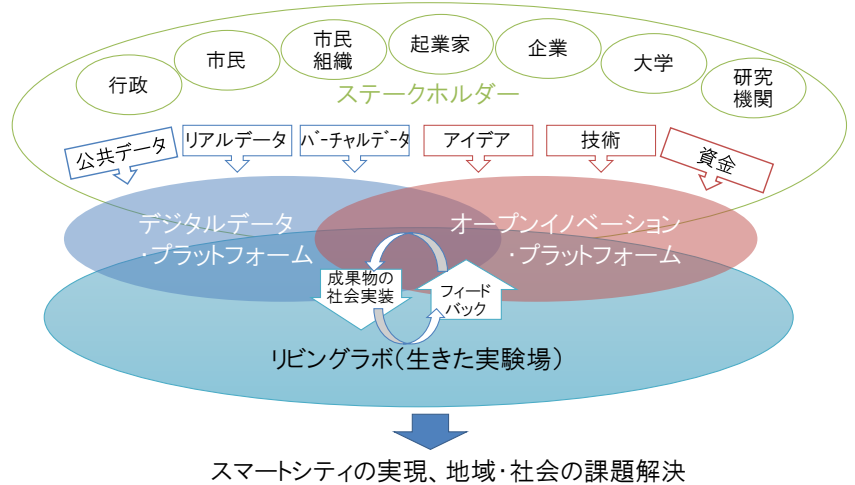 行政
市民
市民
組織
起業家
企業
大学
研究
機関
ステークホルダー
公共データ
リアルデータ
バーチャルデータ
アイデア
技術
資金
デジタルデータ
・プラットフォーム
オープンイノベーション
・プラットフォーム
成果物の
社会実装
フィード
バック
リビングラボ(生きた実験場)
スマートシティの実現、地域・社会の課題解決